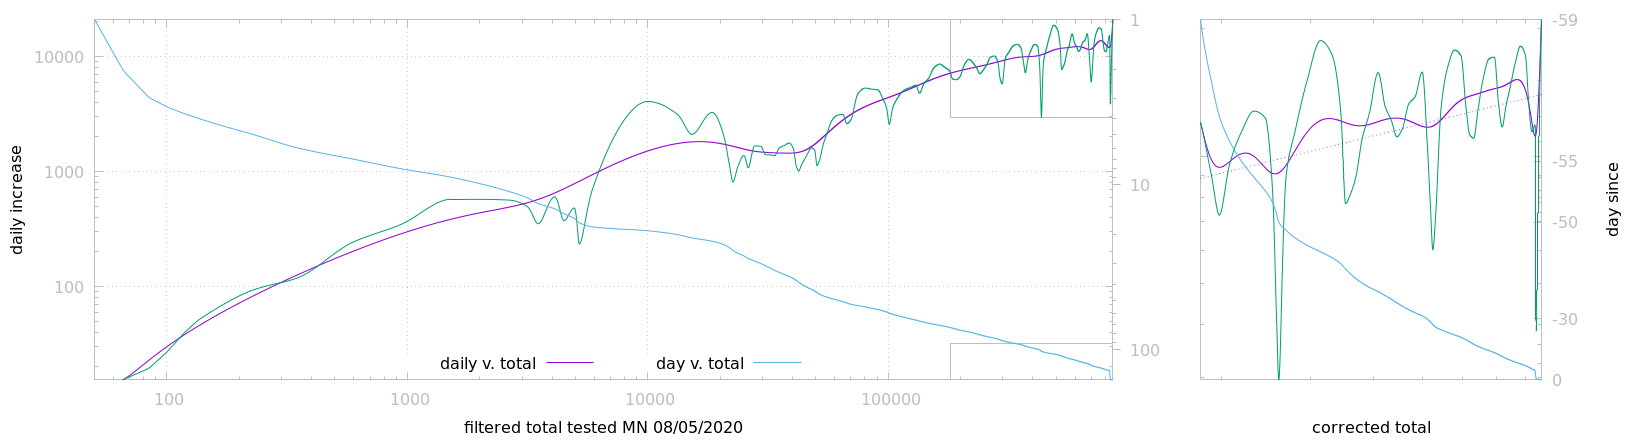 10000
1000
100
daily increase
1
10
100
daily v. total
day v. total
100
1000
10000
100000
filtered total tested MN 08/05/2020
-59
-55
-50
-30
0
day since
corrected total